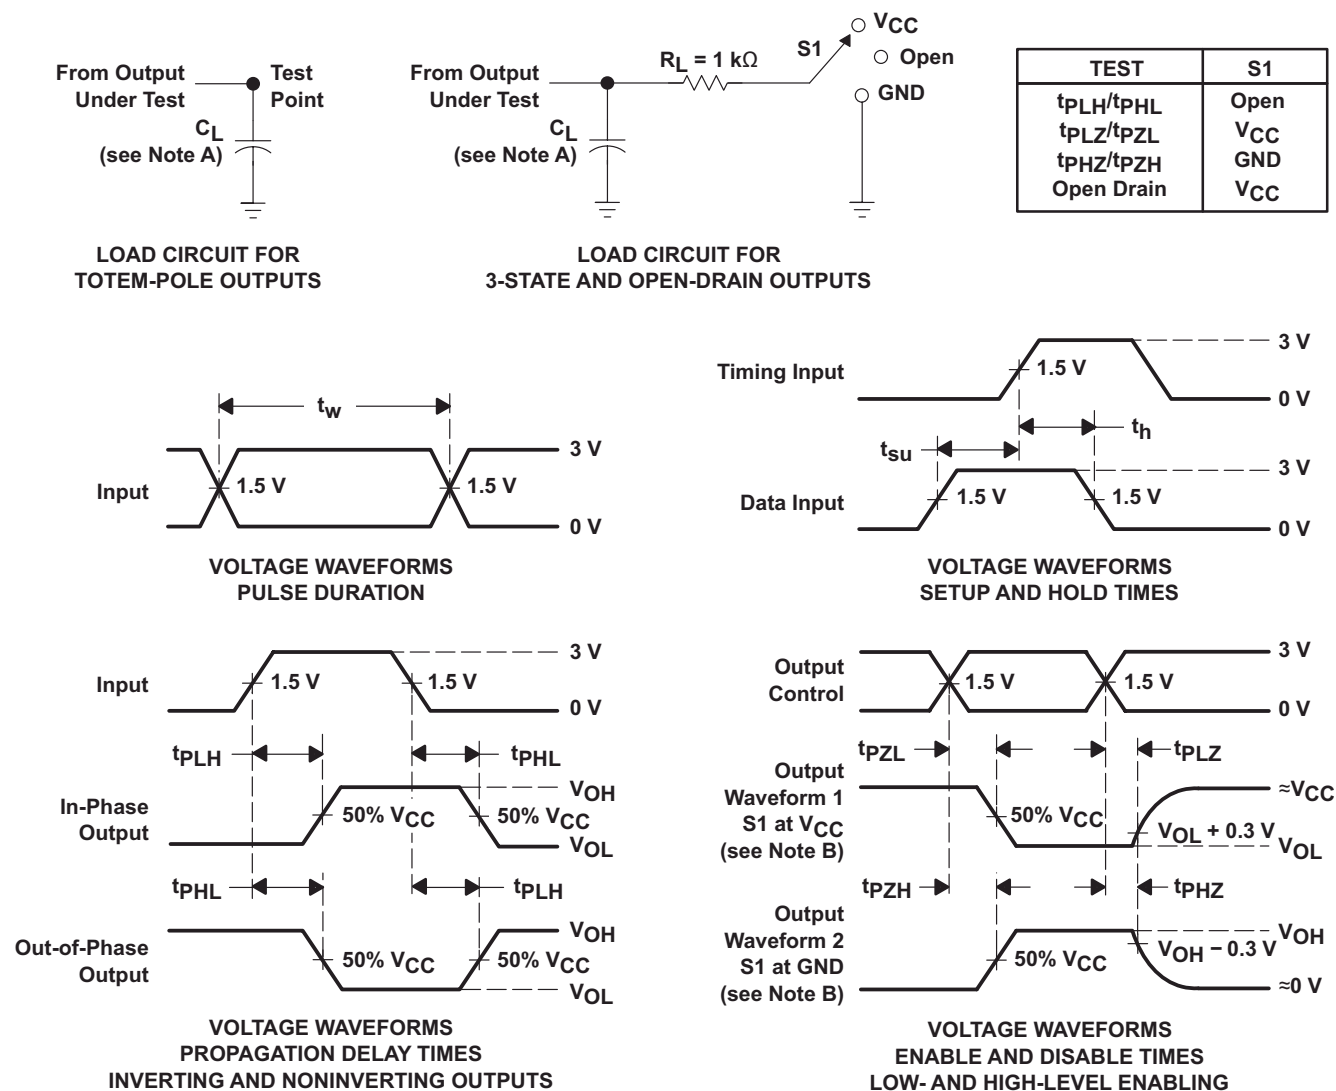 From Output
Under Test
Test
Point
CL
(see Note A)
LOAD CIRCUIT FOR
TOTEM-POLE OUTPUTS
From Output
Under Test
RL = 1 kΩ
S1
VCC
Open
GND
CL
(see Note A)
LOAD CIRCUIT FOR
3-STATE AND OPEN-DRAIN OUTPUTS
TEST S1
tPLH/tPHL Open
tPLZ/tPZL VCC
tPHZ/tPZH GND
Open Drain VCC
tw
Input
1.5 V
1.5 V
3 V
0 V
VOLTAGE WAVEFORMS
PULSE DURATION
Timing Input
1.5 V
3 V
0 V
tsu
th
Data Input
1.5 V
1.5 V
3 V
0 V
VOLTAGE WAVEFORMS
SETUP AND HOLD TIMES
Input
1.5 V
1.5 V
3 V
0 V
tPLH
tPHL
In-Phase
Output
50% VCC
50% VCC
VOH
VOL
tPHL
tPLH
Out-of-Phase
Output
50% VCC
50% VCC
VOH
VOL
VOLTAGE WAVEFORMS
PROPAGATION DELAY TIMES
INVERTING AND NONINVERTING OUTPUTS
Output
Control
1.5 V
1.5 V
3 V
0 V
tPZL
tPLZ
Output
Waveform 1
S1 at VCC
(see Note B)
50% VCC
≈VCC
VOL + 0.3 V
VOL
tPZH
tPHZ
Output
Waveform 2
S1 at GND
(see Note B)
50% VCC
VOH
VOH − 0.3 V
≈0 V
VOLTAGE WAVEFORMS
ENABLE AND DISABLE TIMES
LOW- AND HIGH-LEVEL ENABLING